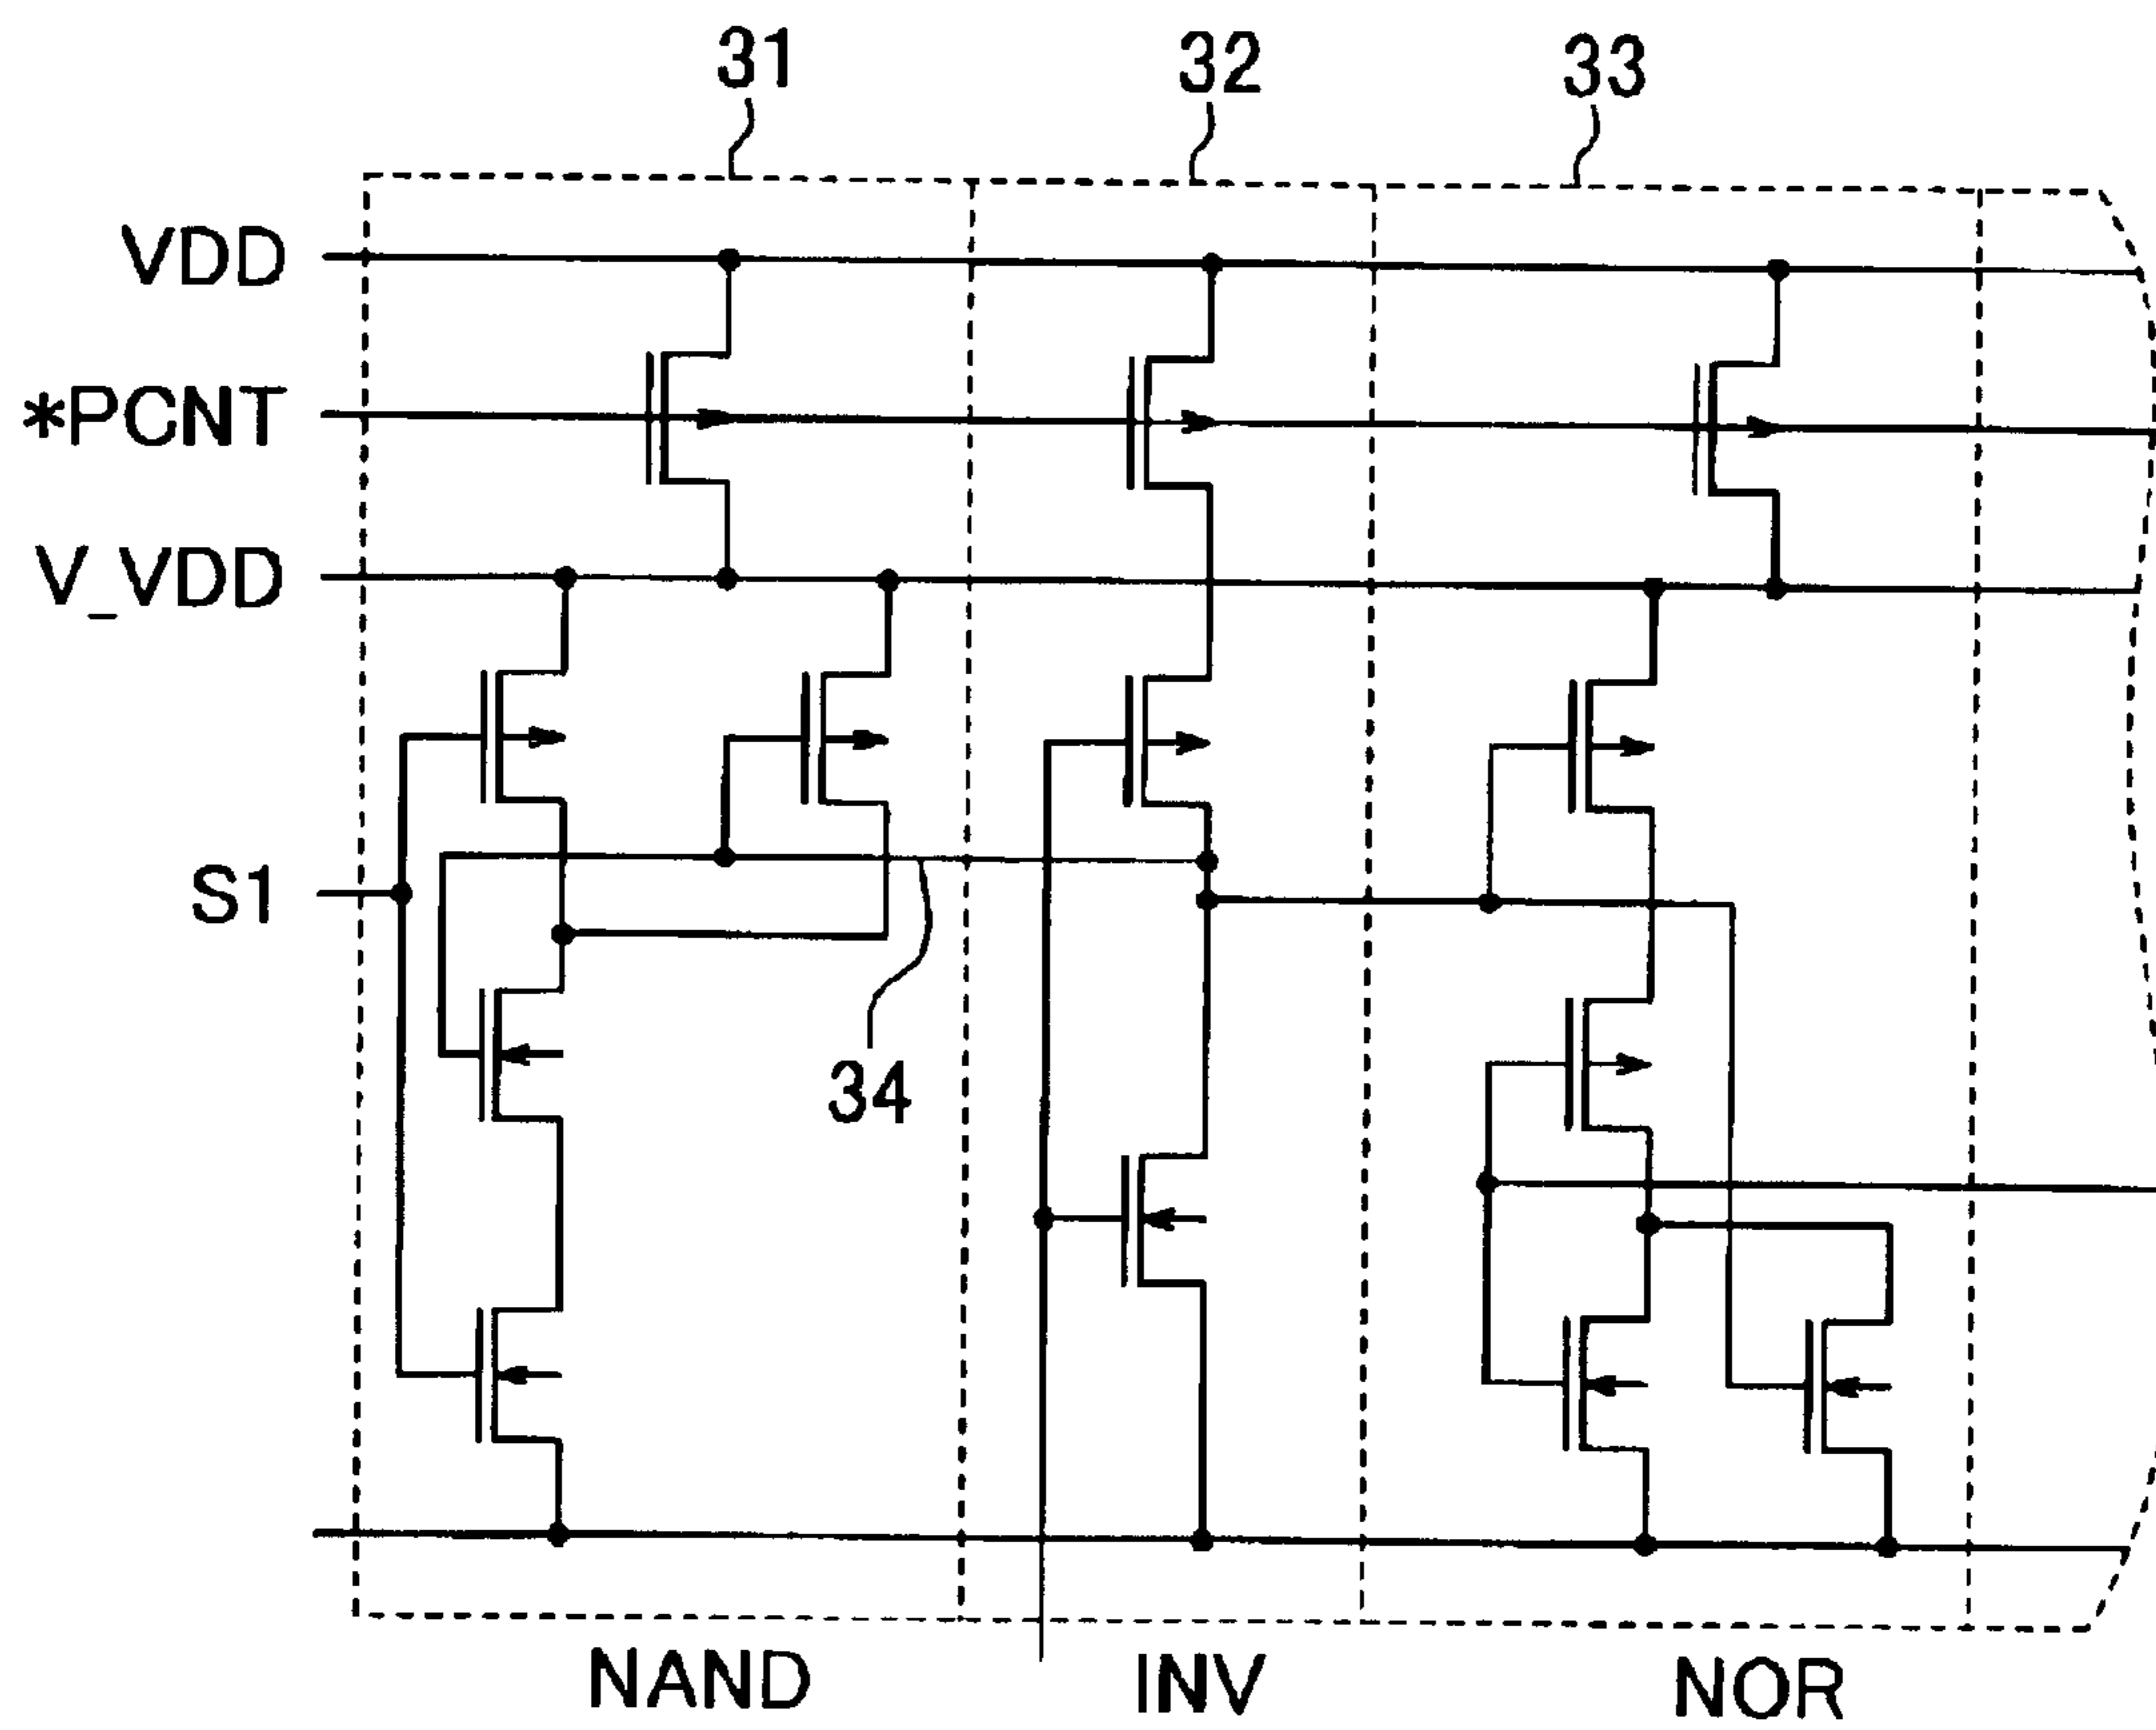 31
32
33
VDD
*PCNT
V_VDD
S1
34
NAND
INV
NOR